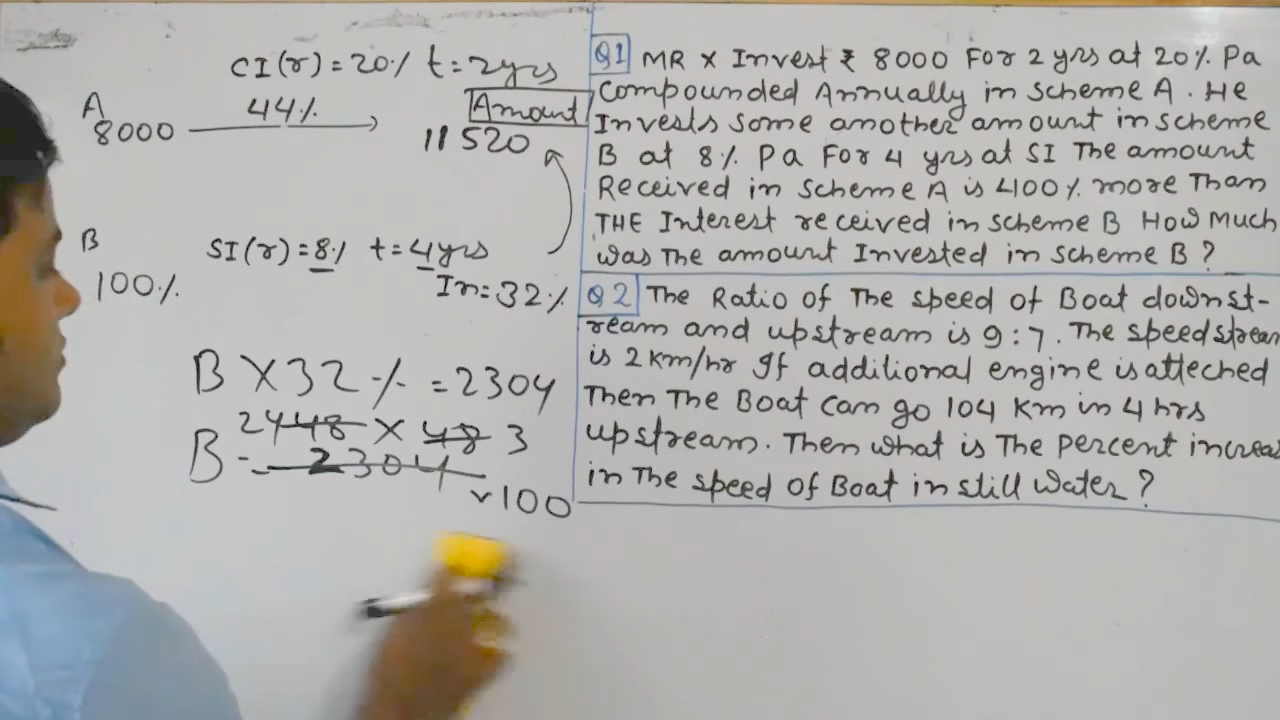 CI(r) = 20% t = 2yrs
A
8000
44%
Amount
11520
B
100%
SI(r) = 8% t = 4yrs
In = 32%
B X 32 % = 2304
24 48 X 48 3
B = 2304
100
Q1 MR X Invest ₹ 8000 For 2 yrs at 20% Pa
Compounded Annually in scheme A. He
Invests some another amount in scheme
B at 8% Pa For 4 yrs at SI The amount
Received in scheme A is 400% more Than
THE Interest received in scheme B How Much
was The amount Invested in scheme B ?
Q2 The Ratio of The speed of Boat downst-
ream and upstream is 9:7. The speed stream
is 2 km/hr If additional engine is atteched
Then The Boat can go 104 Km in 4 hrs
upstream. Then what is The Percent increas
in The speed of Boat in still water ?